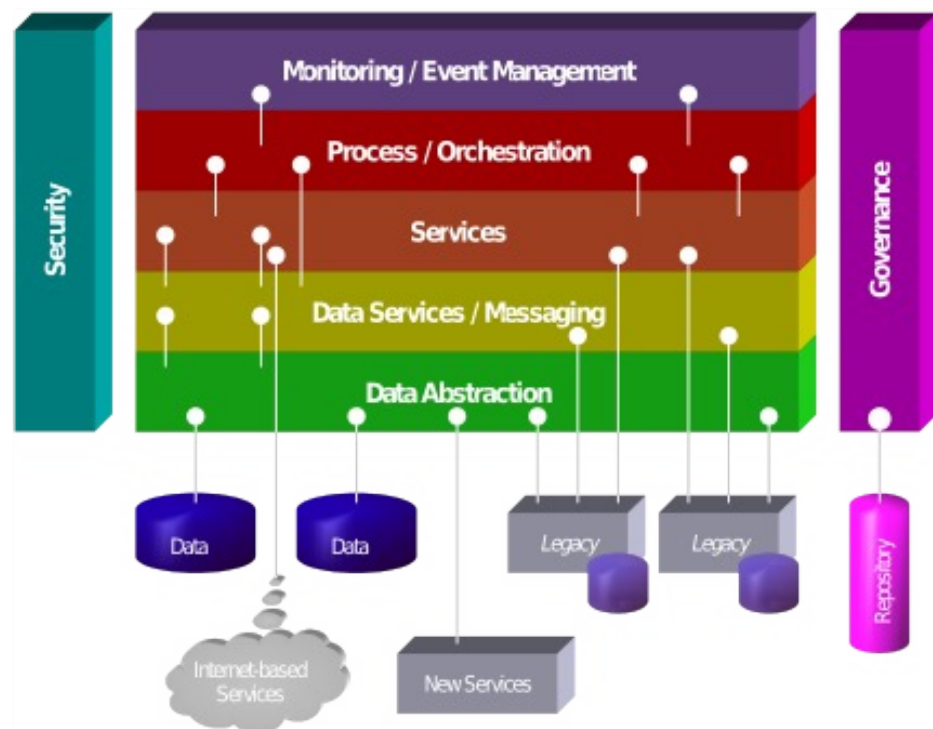 Security
Monitoring / Event Management
Process / Orchestration
Services
Data Services / Messaging
Data Abstraction
Governance
Data
Data
Legacy
Legacy
Repository
Internet-based
Services
New Services